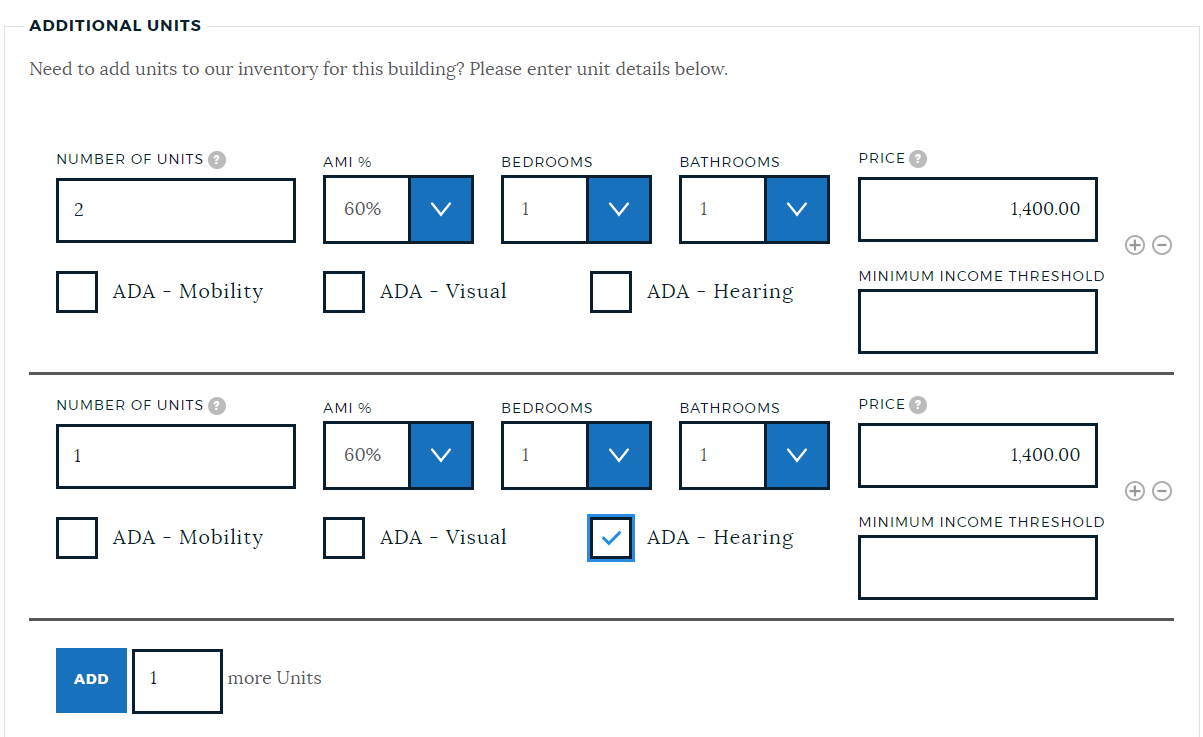 ADDITIONAL UNITS
Need to add units to our inventory for this building? Please enter unit details below.
NUMBER OF UNITS ? AMI % BEDROOMS BATHROOMS PRICE ?
2 60% 1 1 1,400.00
ADA - Mobility ADA - Visual ADA - Hearing MINIMUM INCOME THRESHOLD
NUMBER OF UNITS ? AMI % BEDROOMS BATHROOMS PRICE ?
1 60% 1 1 1,400.00
ADA - Mobility ADA - Visual ADA - Hearing MINIMUM INCOME THRESHOLD
ADD 1 more Units